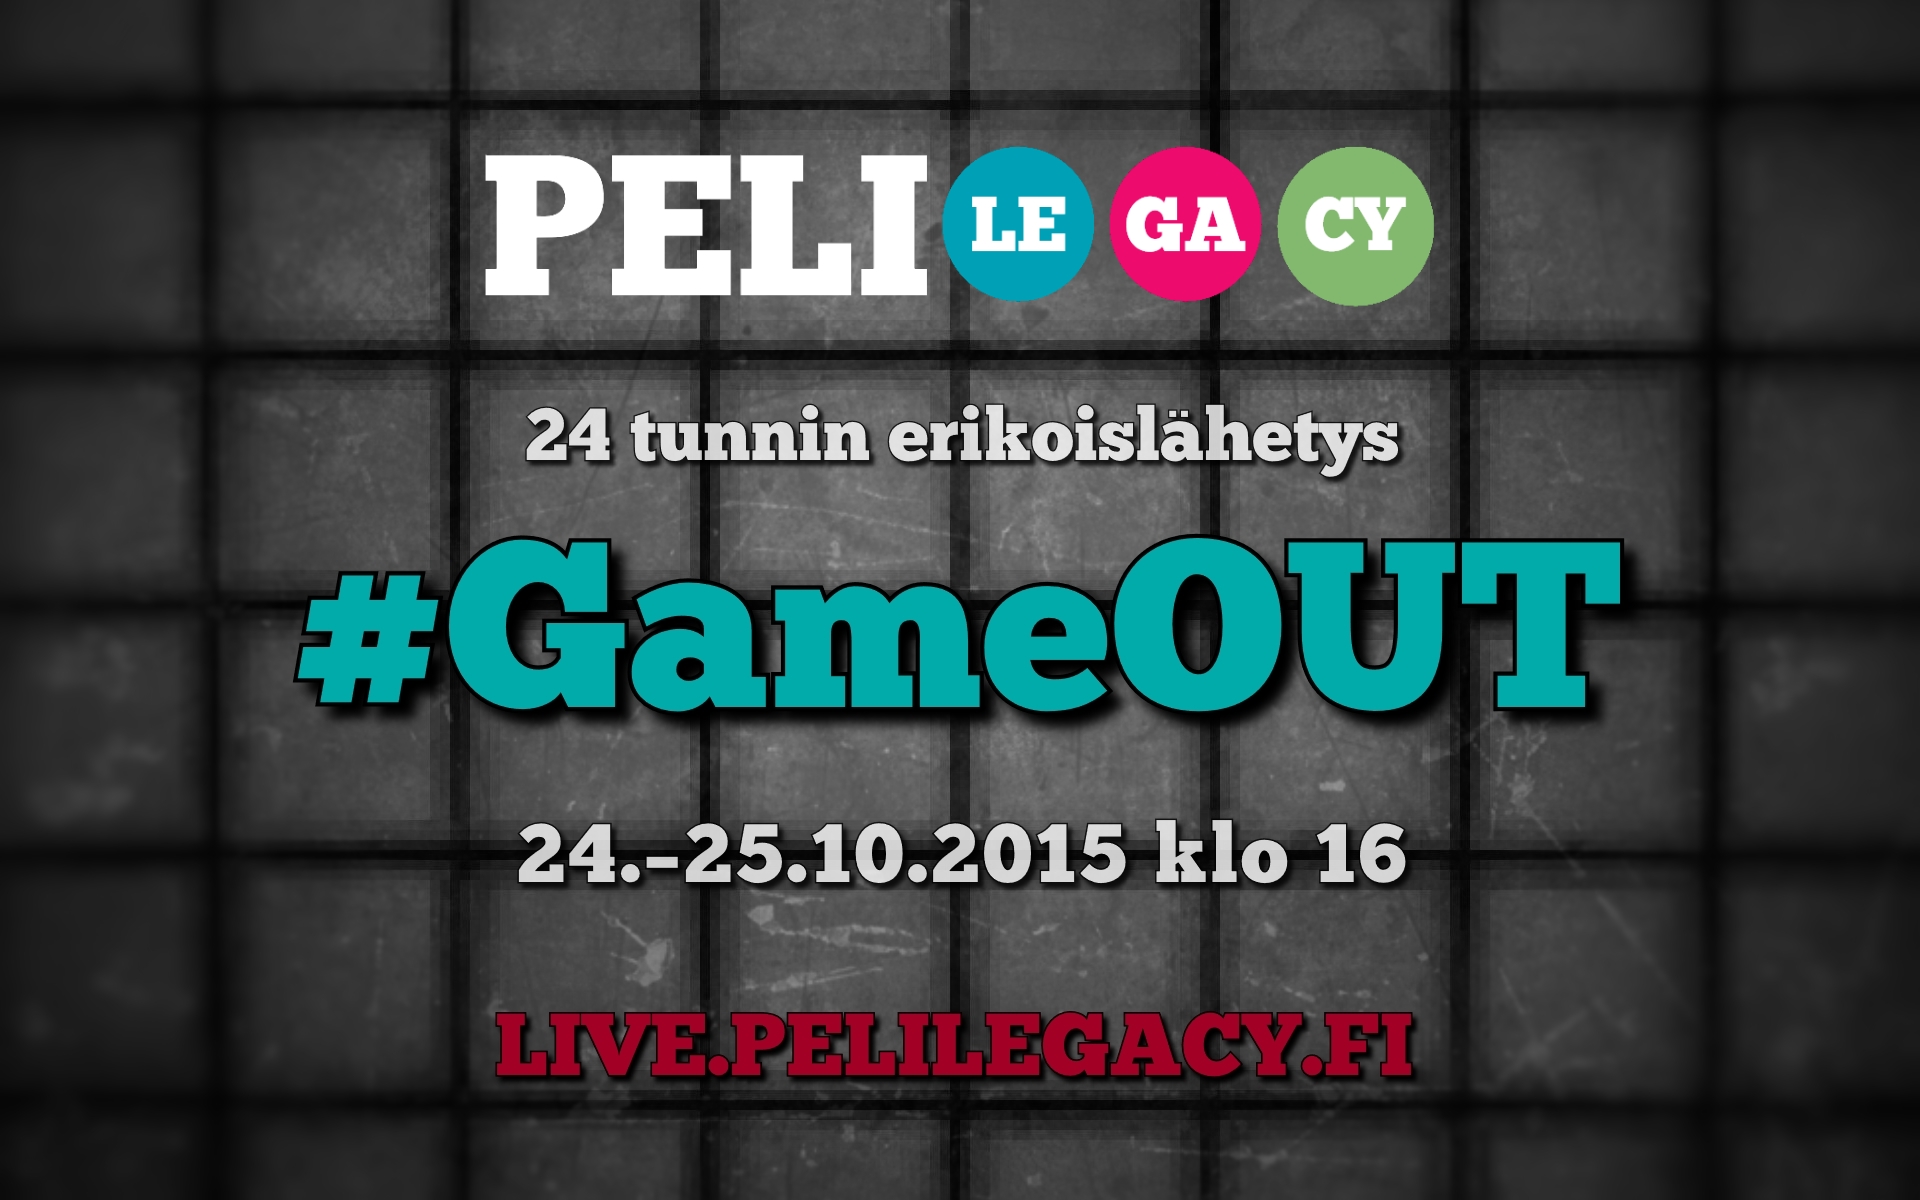 PELI LE GA CY
24 tunnin erikoislähetys
#GameOUT
24.-25.10.2015 klo 16
LIVE.PELILEGACY.FI